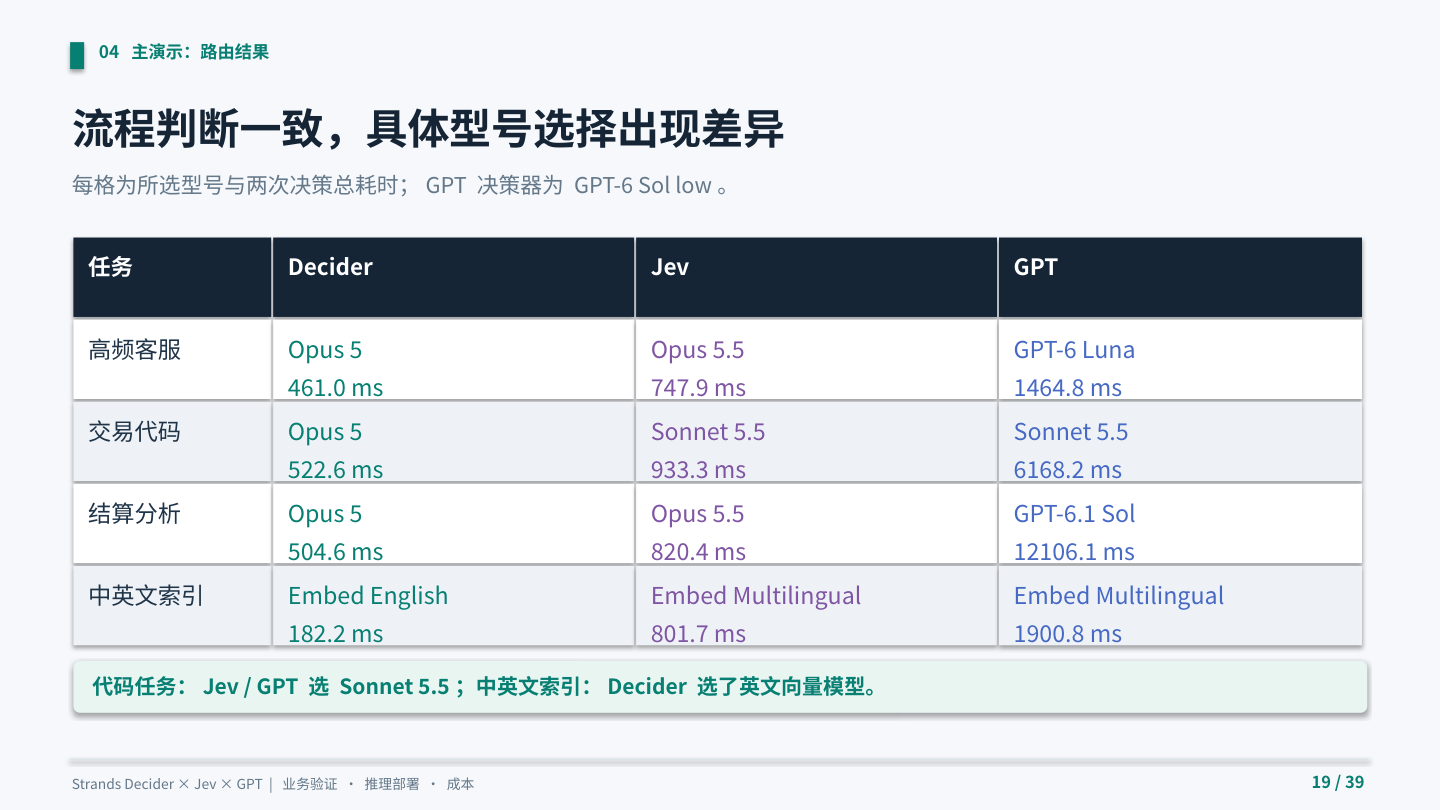 04 主演示：路由结果
流程判断一致，具体型号选择出现差异
每格为所选型号与两次决策总耗时； GPT 决策器为 GPT-6 Sol low 。
任务 Decider Jev GPT
高频客服 Opus 5 Opus 5.5 GPT-6 Luna
461.0 ms 747.9 ms 1464.8 ms
交易代码 Opus 5 Sonnet 5.5 Sonnet 5.5
522.6 ms 933.3 ms 6168.2 ms
结算分析 Opus 5 Opus 5.5 GPT-6.1 Sol
504.6 ms 820.4 ms 12106.1 ms
中英文索引 Embed English Embed Multilingual Embed Multilingual
182.2 ms 801.7 ms 1900.8 ms
代码任务： Jev / GPT 选 Sonnet 5.5 ；中英文索引： Decider 选了英文向量模型。
Strands Decider × Jev × GPT | 业务验证 · 推理部署 · 成本
19 / 39